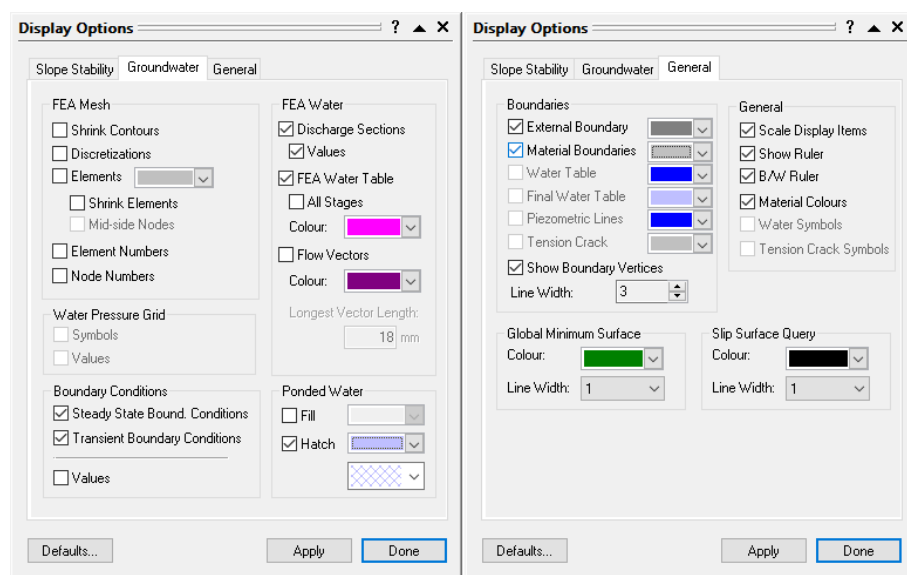 Display Options ?
Slope Stability Groundwater General
FEA Mesh
Shrink Contours
Discretizations
Elements
Shrink Elements
Mid-side Nodes
Element Numbers
Node Numbers
Water Pressure Grid
Symbols
Values
Boundary Conditions
Steady State Bound. Conditions
Transient Boundary Conditions
Values
FEA Water
Discharge Sections
Values
FEA Water Table
All Stages
Colour:
Flow Vectors
Colour:
Longest Vector Length:
18 mm
Ponded Water
Fill
Hatch
Defaults... Apply Done
Display Options ?
Slope Stability Groundwater General
Boundaries
External Boundary
Material Boundaries
Water Table
Final Water Table
Piezometric Lines
Tension Crack
Show Boundary Vertices
Line Width: 3
General
Scale Display Items
Show Ruler
B/W Ruler
Material Colours
Water Symbols
Tension Crack Symbols
Global Minimum Surface
Colour:
Line Width: 1
Slip Surface Query
Colour:
Line Width: 1
Defaults... Apply Done